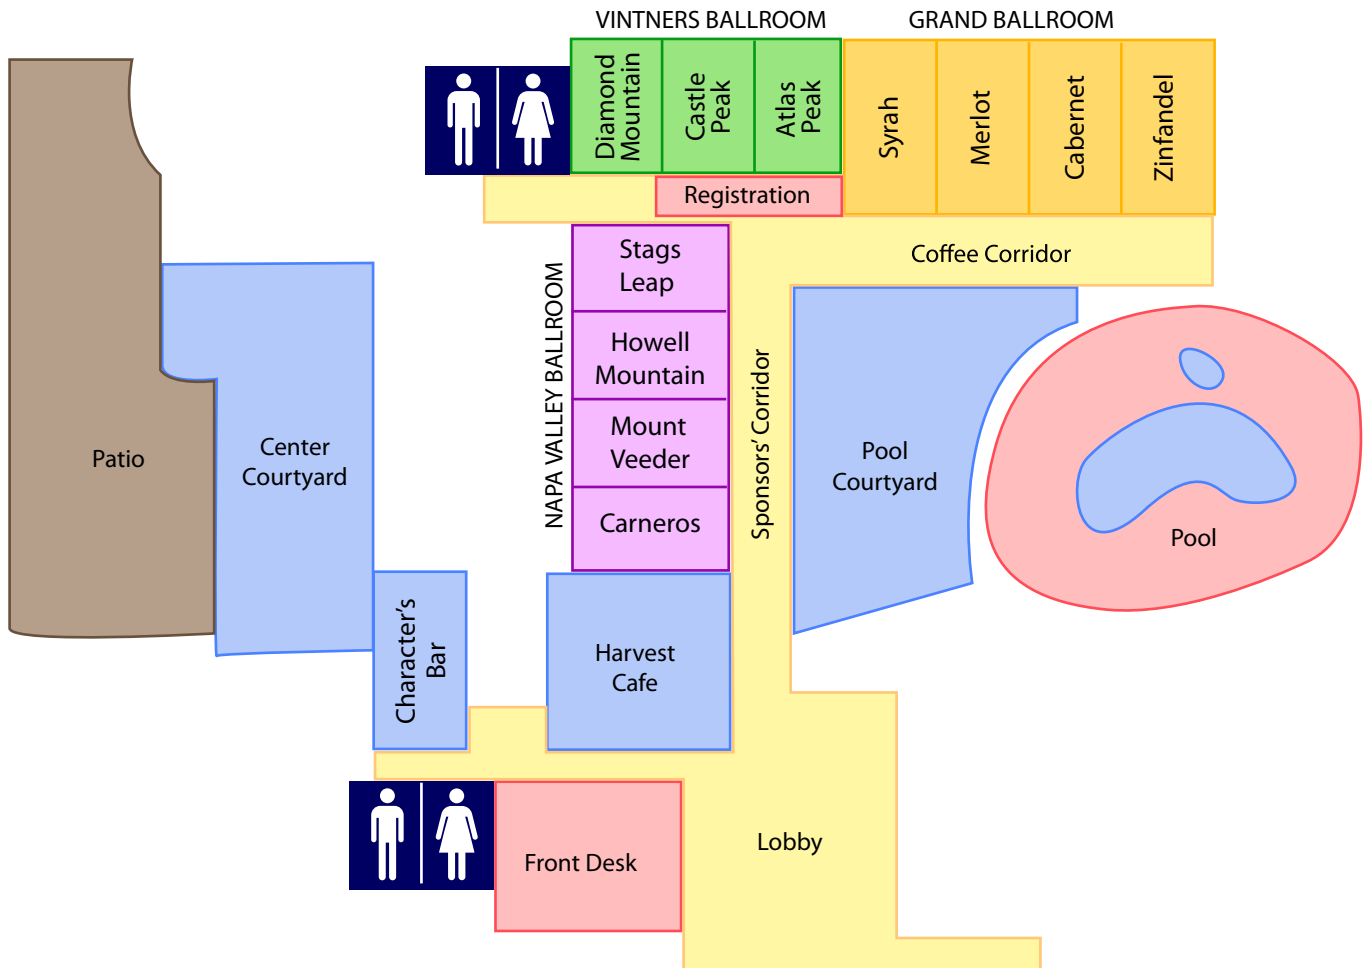 VINTNERS BALLROOM
GRAND BALLROOM
Diamond
Mountain
Castle
Peak
Atlas
Peak
Syrah
Merlot
Cabernet
Zinfandel
Registration
Coffee Corridor
NAPA VALLEY BALLROOM
Stags
Leap
Howell
Mountain
Mount
Veeder
Carneros
Sponsors’ Corridor
Patio
Center
Courtyard
Pool
Courtyard
Pool
Character's
Bar
Harvest
Cafe
Front Desk
Lobby